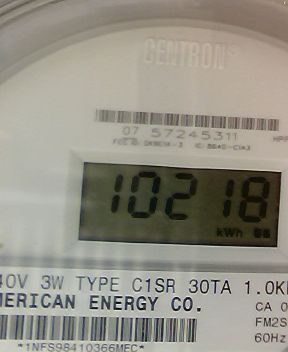 CENTRON®
07 57245311
10218
kWh
40V 3W TYPE C1SR 30TA 1.0K
MERICAN ENERGY CO.
CA 0
FM2S
60Hz
*1NFS98410366MEC*